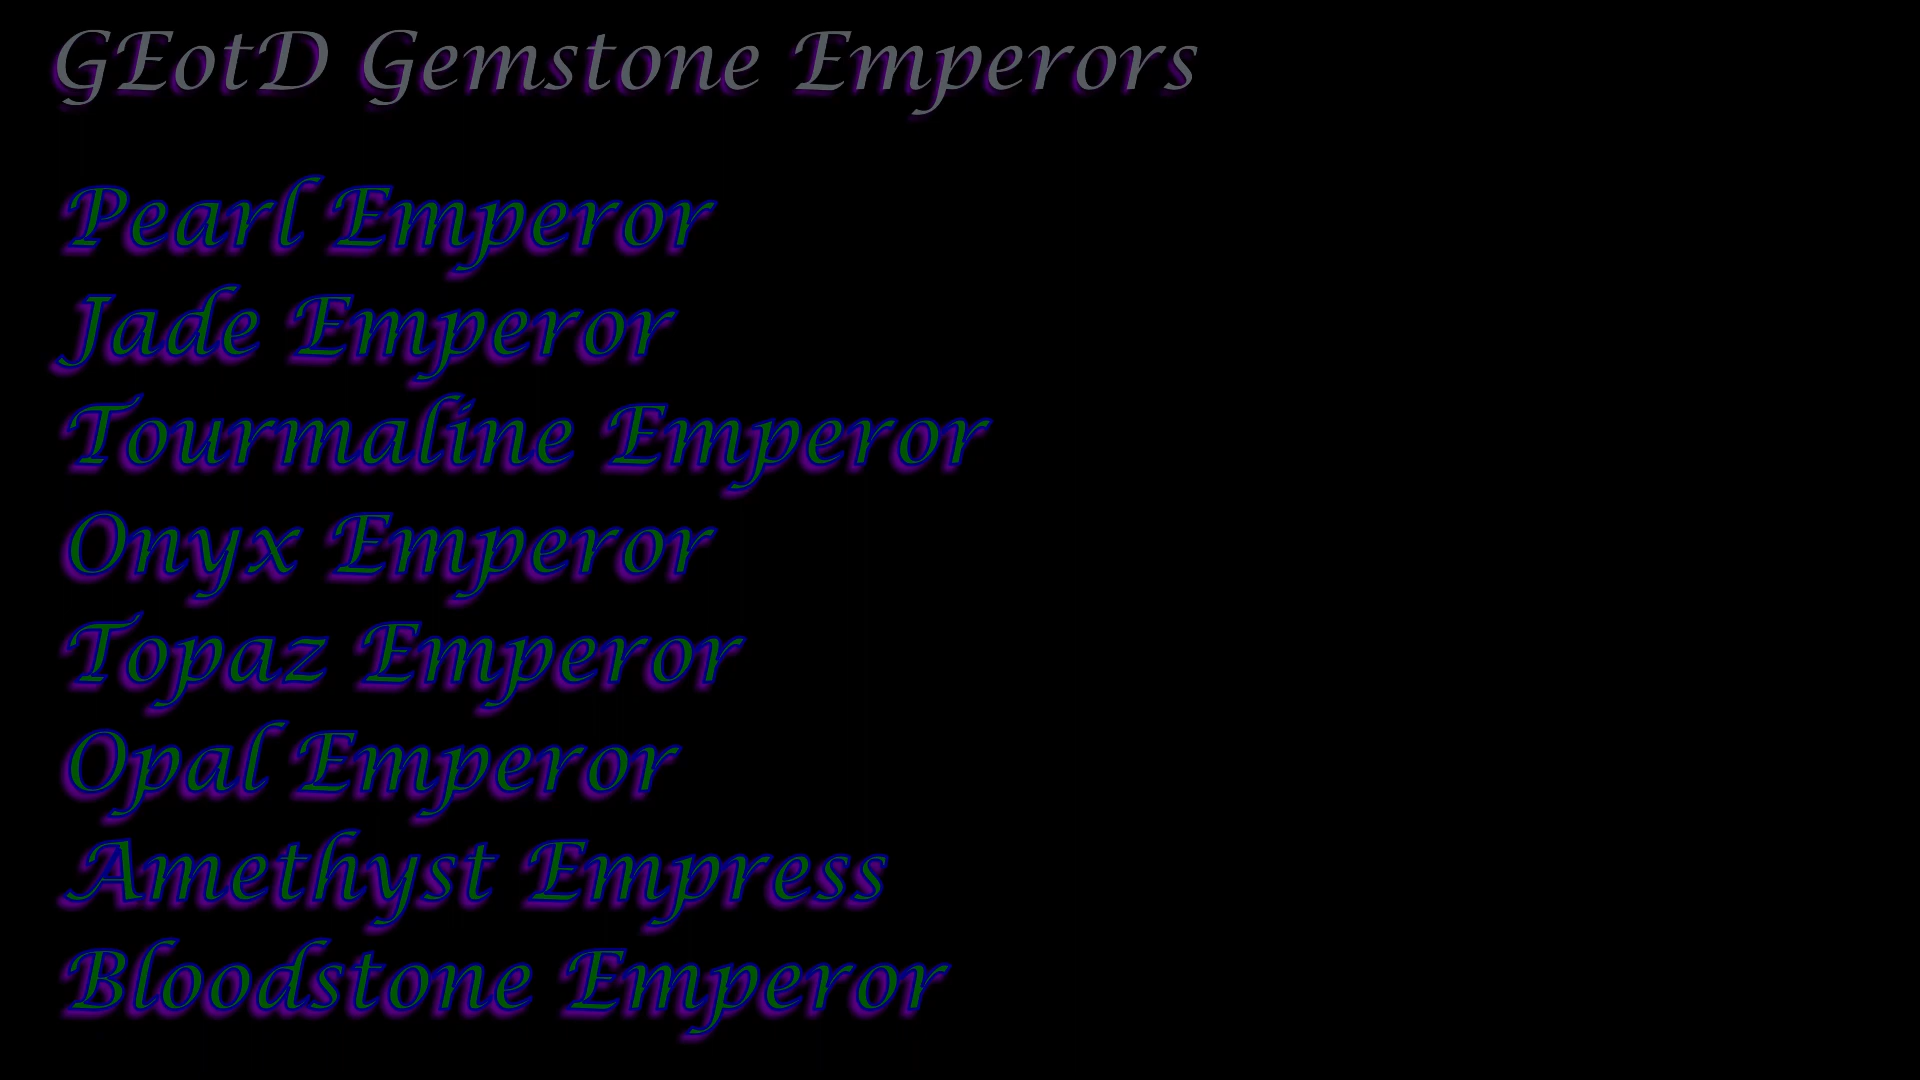 GEotD Gemstone Emperors
Pearl Emperor
Jade Emperor
Tourmaline Emperor
Onyx Emperor
Topaz Emperor
Opal Emperor
Amethyst Empress
Bloodstone Emperor